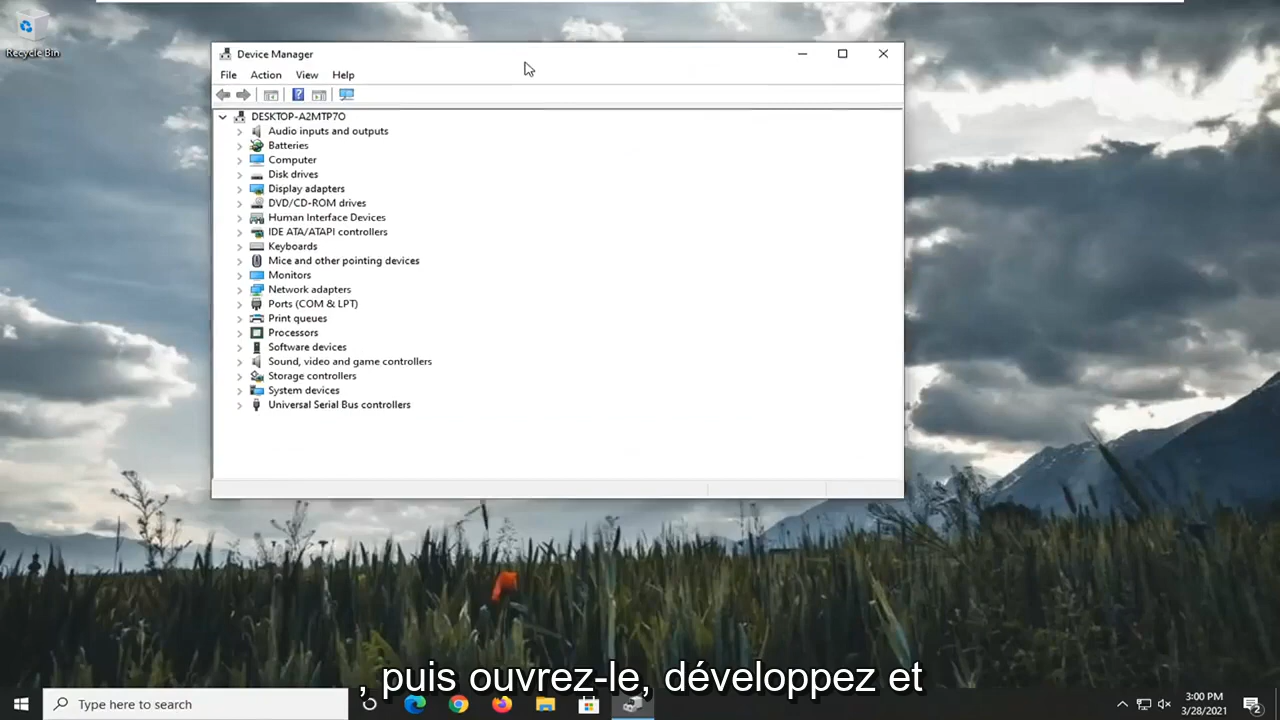 Recycle Bin
Device Manager
File Action View Help
DESKTOP-A2MTP7O
Audio inputs and outputs
Batteries
Computer
Disk drives
Display adapters
DVD/CD-ROM drives
Human Interface Devices
IDE ATA/ATAPI controllers
Keyboards
Mice and other pointing devices
Monitors
Network adapters
Ports (COM & LPT)
Print queues
Processors
Software devices
Sound, video and game controllers
Storage controllers
System devices
Universal Serial Bus controllers
, puis ouvrez-le, développez et
Type here to search
3:00 PM
3/28/2021
2